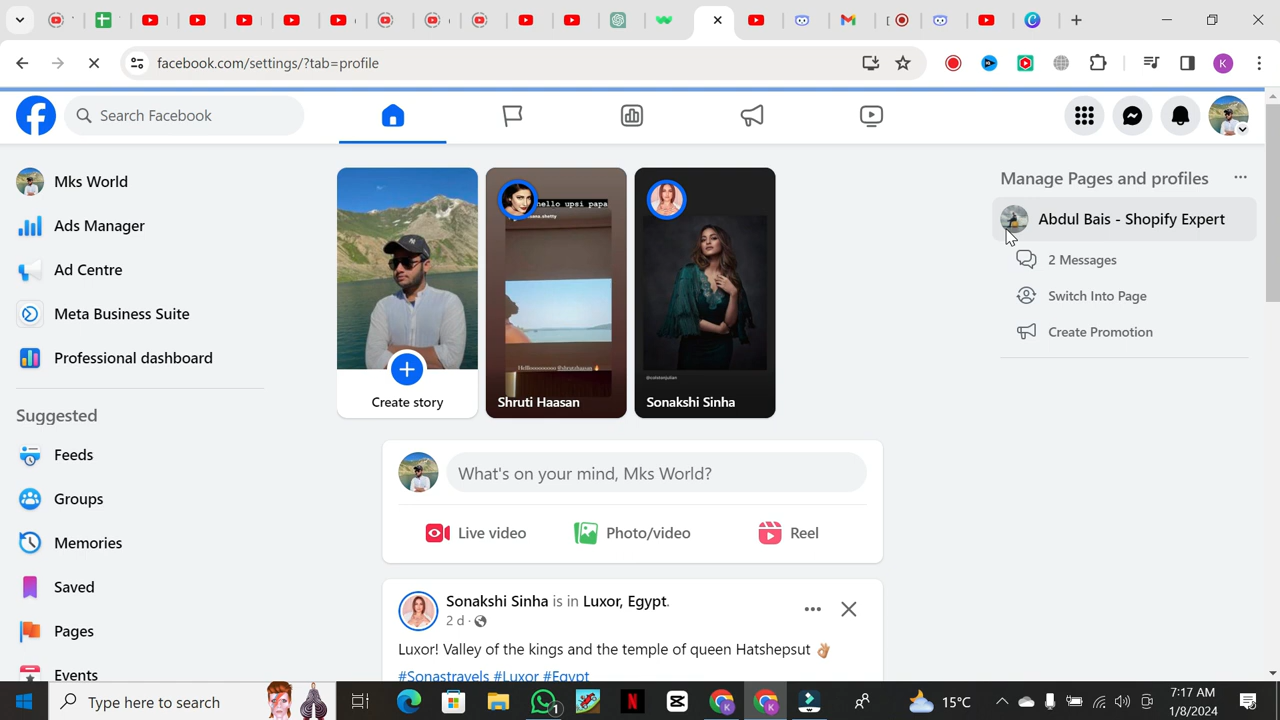 facebook.com/settings/?tab=profile
K
Search Facebook
Mks World
Ads Manager
Ad Centre
Meta Business Suite
Professional dashboard
Suggested
Feeds
Groups
Memories
Saved
Pages
Events
Create story
hello upsi papa
Shruti Haasan
Sonakshi Sinha
What's on your mind, Mks World?
Live video
Photo/video
Reel
Sonakshi Sinha is in Luxor, Egypt.
2 d
Luxor! Valley of the kings and the temple of queen Hatshepsut 👌🏼
#Sonastravels #Luxor #Egypt
Manage Pages and profiles
Abdul Bais - Shopify Expert
2 Messages
Switch Into Page
Create Promotion
Type here to search
1
15°C
7:17 AM
1/8/2024